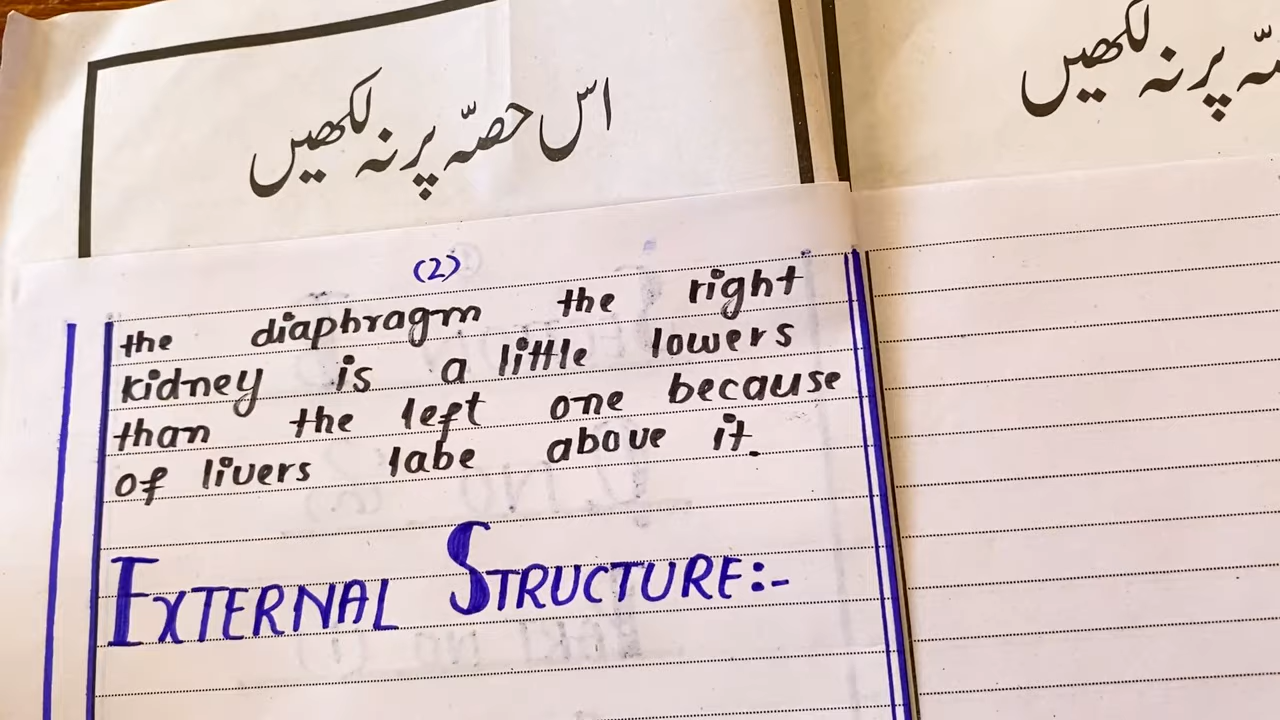 اس حصّہ پر نہ لکھیں
صّہ پر نہ لکھیں
(2)
the diaphragm the right
kidney is a little lowers
than the left one because
of livers labe above it.
EXTERNAL STRUCTURE:-